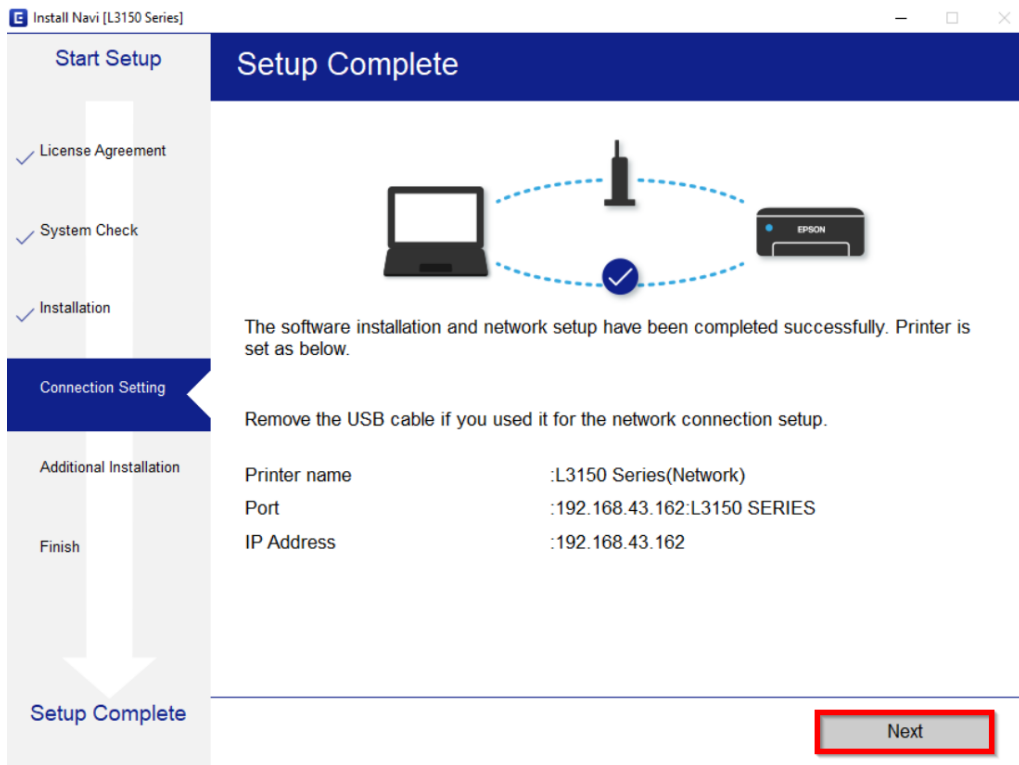 Install Navi [L3150 Series]
Start Setup
License Agreement
System Check
Installation
Connection Setting
Additional Installation
Finish
Setup Complete
Setup Complete
EPSON
The software installation and network setup have been completed successfully. Printer is
set as below.
Remove the USB cable if you used it for the network connection setup.
Printer name :L3150 Series(Network)
Port :192.168.43.162:L3150 SERIES
IP Address :192.168.43.162
Next